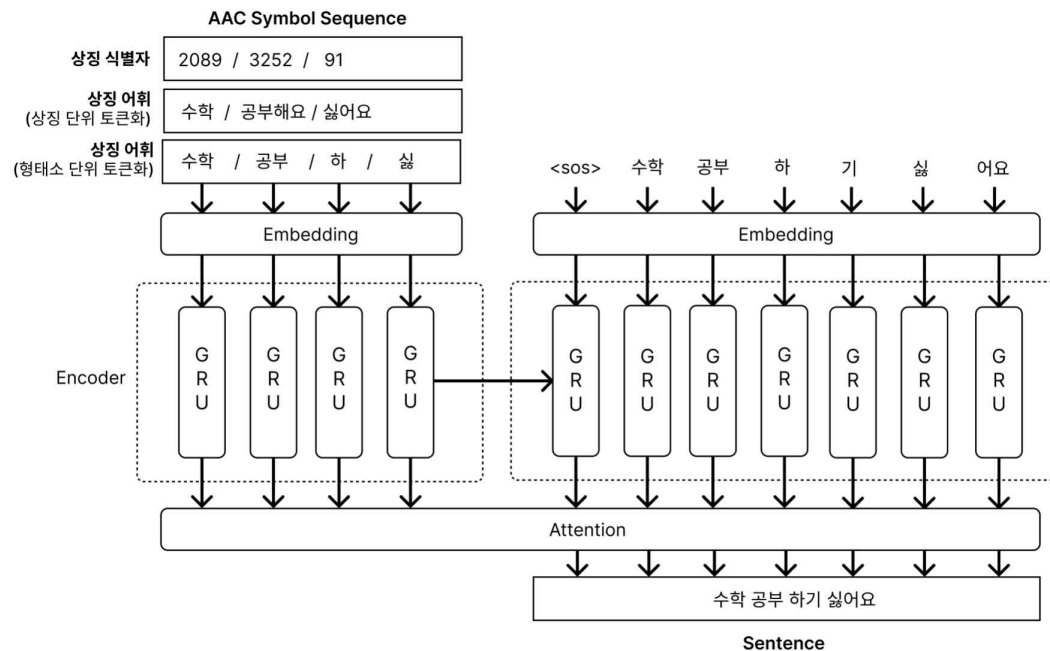 AAC Symbol Sequence
상징 식별자
2089 / 3252 / 91
상징 어휘
(상징 단위 토큰화)
수학 / 공부해요 / 싫어요
상징 어휘
(형태소 단위 토큰화)
수학 / 공부 / 하 / 싫
<sos> 수학 공부 하 기 싫 어요
Embedding
Embedding
Encoder
GRU
GRU
GRU
GRU
GRU
GRU
GRU
GRU
GRU
GRU
GRU
Attention
수학 공부 하기 싫어요
Sentence